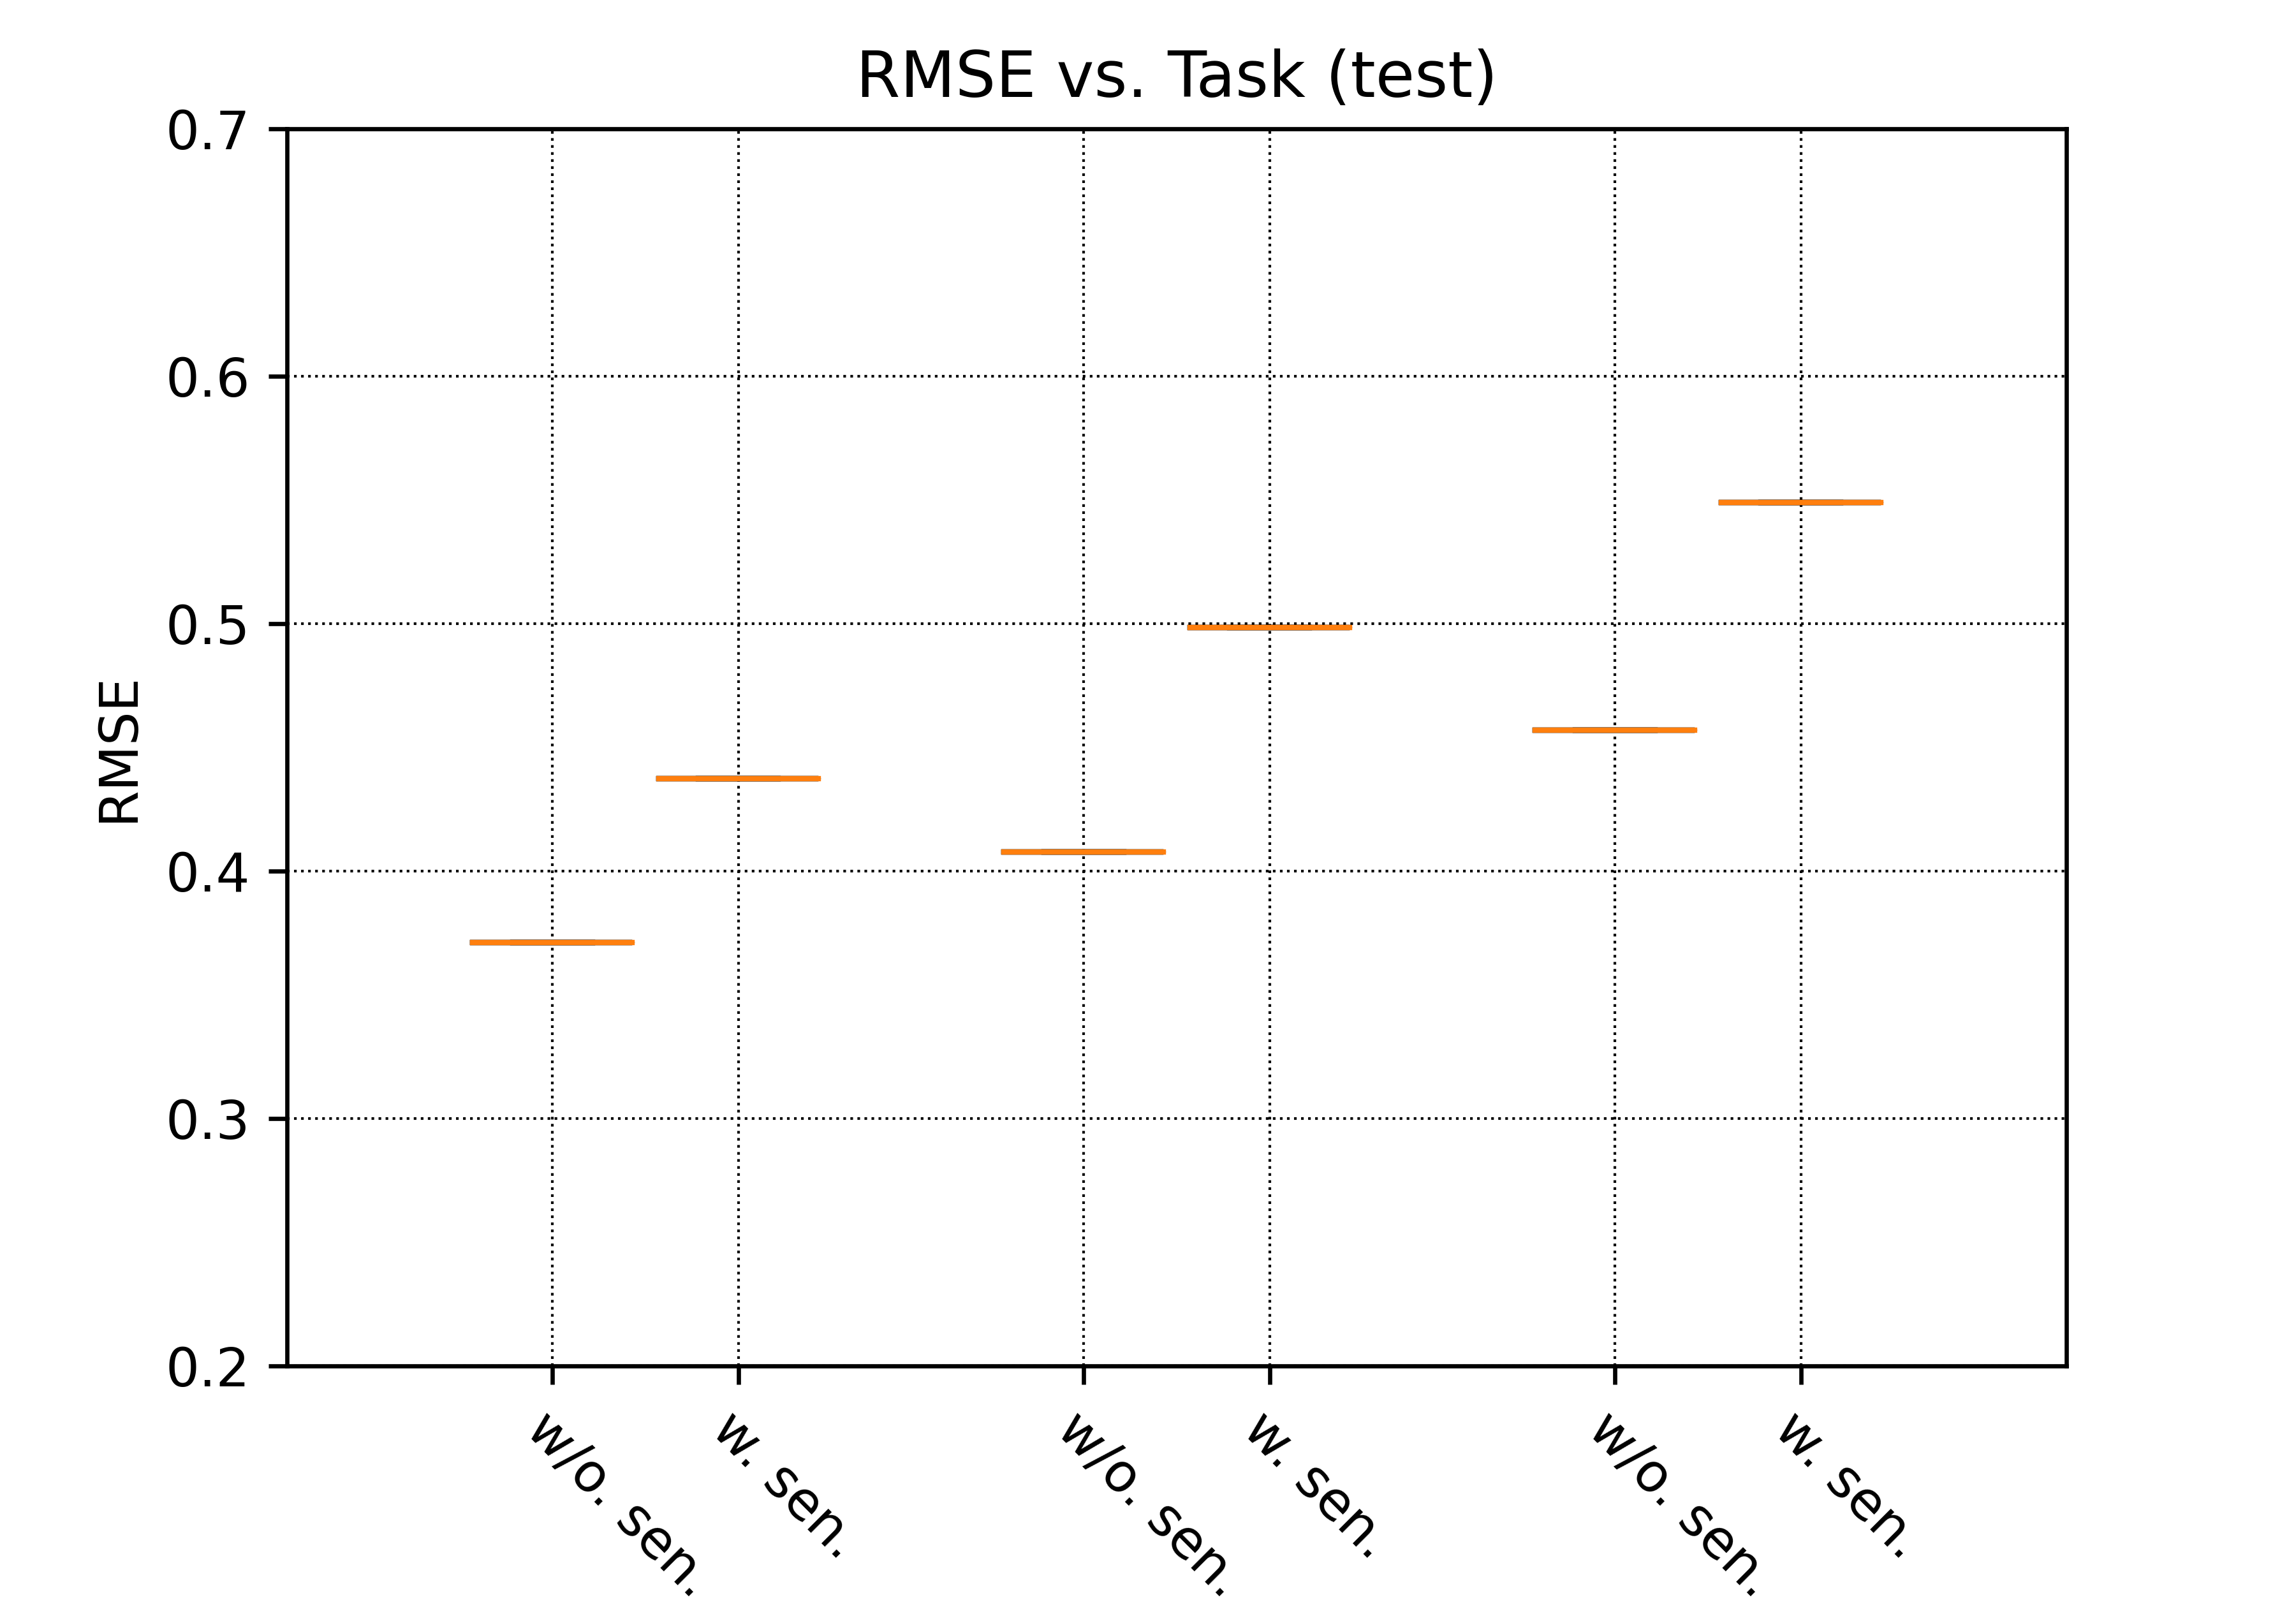 RMSE vs. Task (test)
0.7
0.6
0.5
0.4
0.3
0.2
RMSE
w/o. sen.
w. sen.
w/o. sen.
w. sen.
w/o. sen.
w. sen.